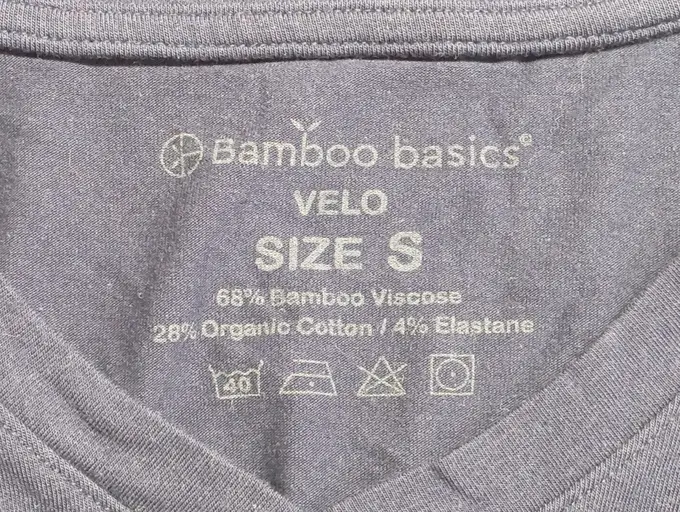 Bamboo basics®
VELO
SIZE S
68% Bamboo Viscose
28% Organic Cotton / 4% Elastane
40